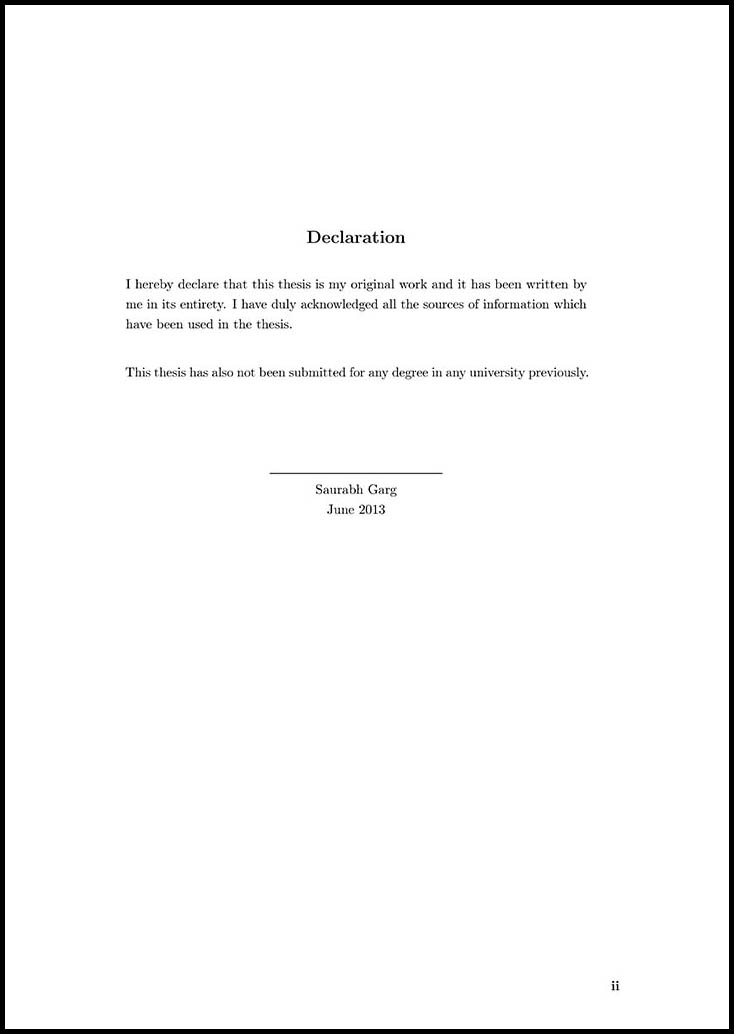 Declaration
I hereby declare that this thesis is my original work and it has been written by
me in its entirety. I have duly acknowledged all the sources of information which
have been used in the thesis.
This thesis has also not been submitted for any degree in any university previously.
Saurabh Garg
June 2013
ii